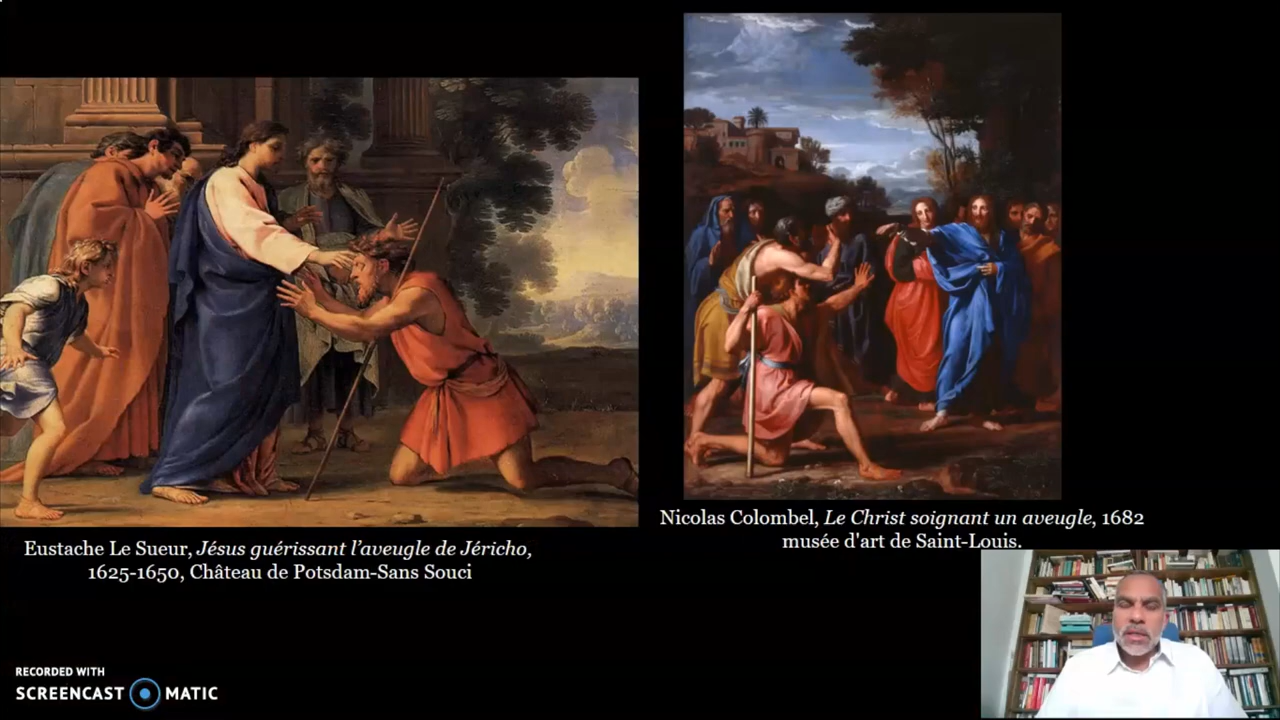 Eustache Le Sueur, Jésus guérissant l’aveugle de Jéricho,
1625-1650, Château de Potsdam-Sans Souci
Nicolas Colombel, Le Christ soignant un aveugle, 1682
musée d'art de Saint-Louis.
RECORDED WITH
SCREENCAST MATIC